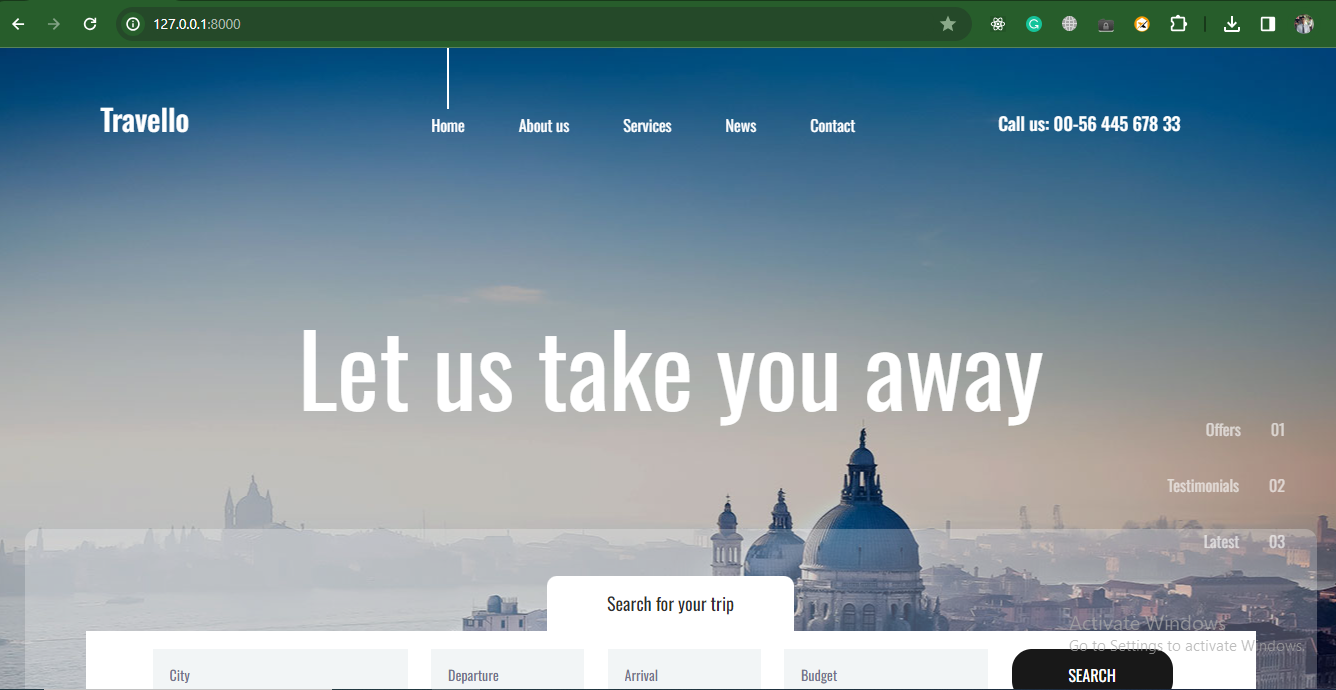 127.0.0.1:8000
Travello
Home About us Services News Contact
Call us: 00-56 445 678 33
Let us take you away
Offers 01
Testimonials 02
Latest 03
Search for your trip
Activate Windows
Go to Settings to activate Windows.
City Departure Arrival Budget SEARCH